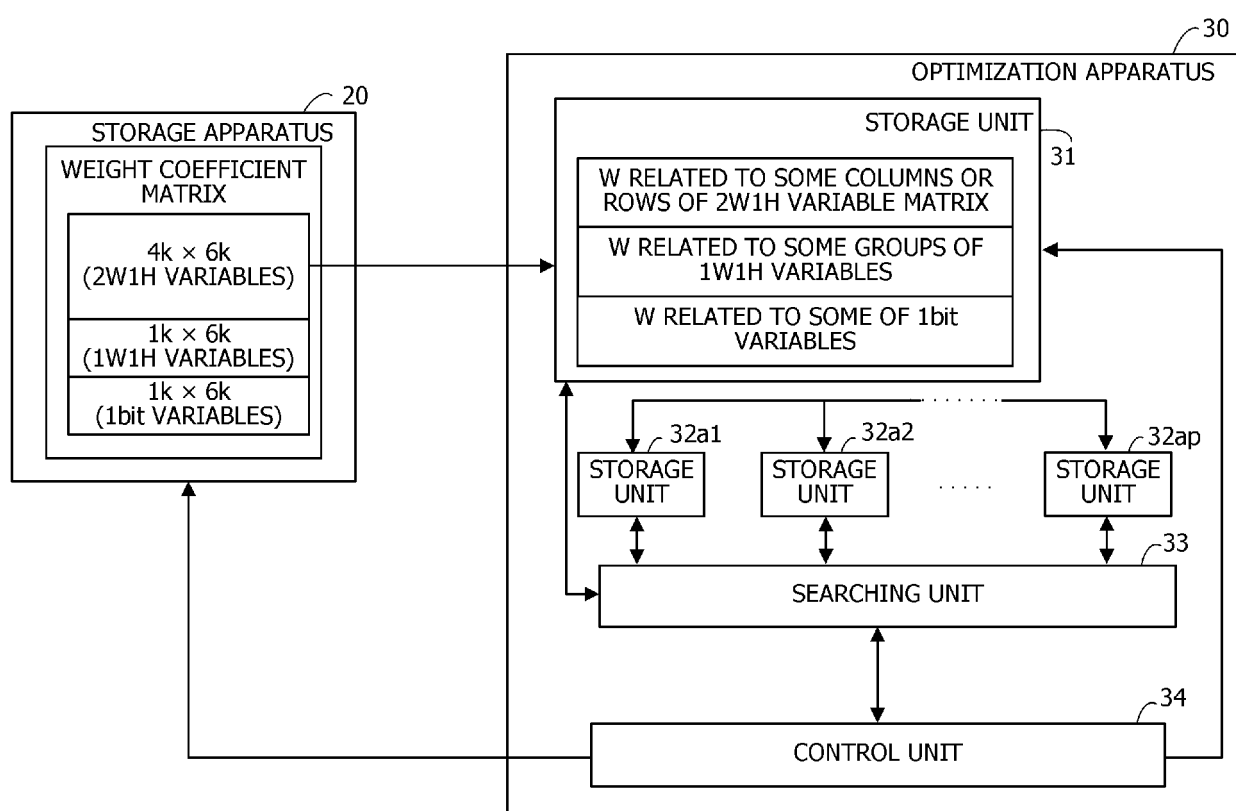 30
OPTIMIZATION APPARATUS
20
STORAGE APPARATUS
WEIGHT COEFFICIENT
MATRIX
4k × 6k
(2W1H VARIABLES)
1k × 6k
(1W1H VARIABLES)
1k × 6k
(1bit VARIABLES)
STORAGE UNIT
31
W RELATED TO SOME COLUMNS OR
ROWS OF 2W1H VARIABLE MATRIX
W RELATED TO SOME GROUPS OF
1W1H VARIABLES
W RELATED TO SOME OF 1bit
VARIABLES
32a1
STORAGE
UNIT
32a2
STORAGE
UNIT
32ap
STORAGE
UNIT
33
SEARCHING UNIT
34
CONTROL UNIT